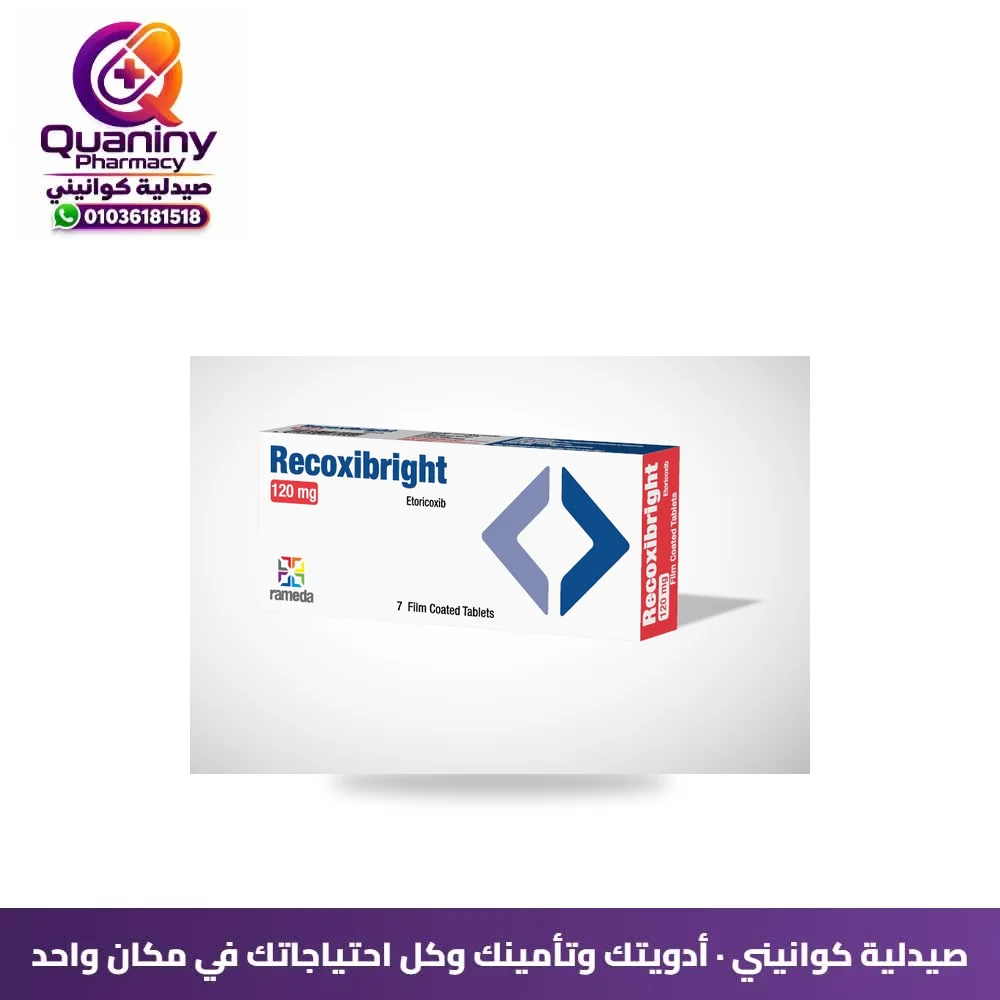 Quaniny
Pharmacy
صيدلية كوانيني
01036181518
Recoxibright
120 mg
Etoricoxib
rameda
7 Film Coated Tablets
Recoxibright
120 mg
Etoricoxib
Film Coated Tablets
صيدلية كوانيني · أدويتك وتأمينك وكل احتياجاتك في مكان واحد